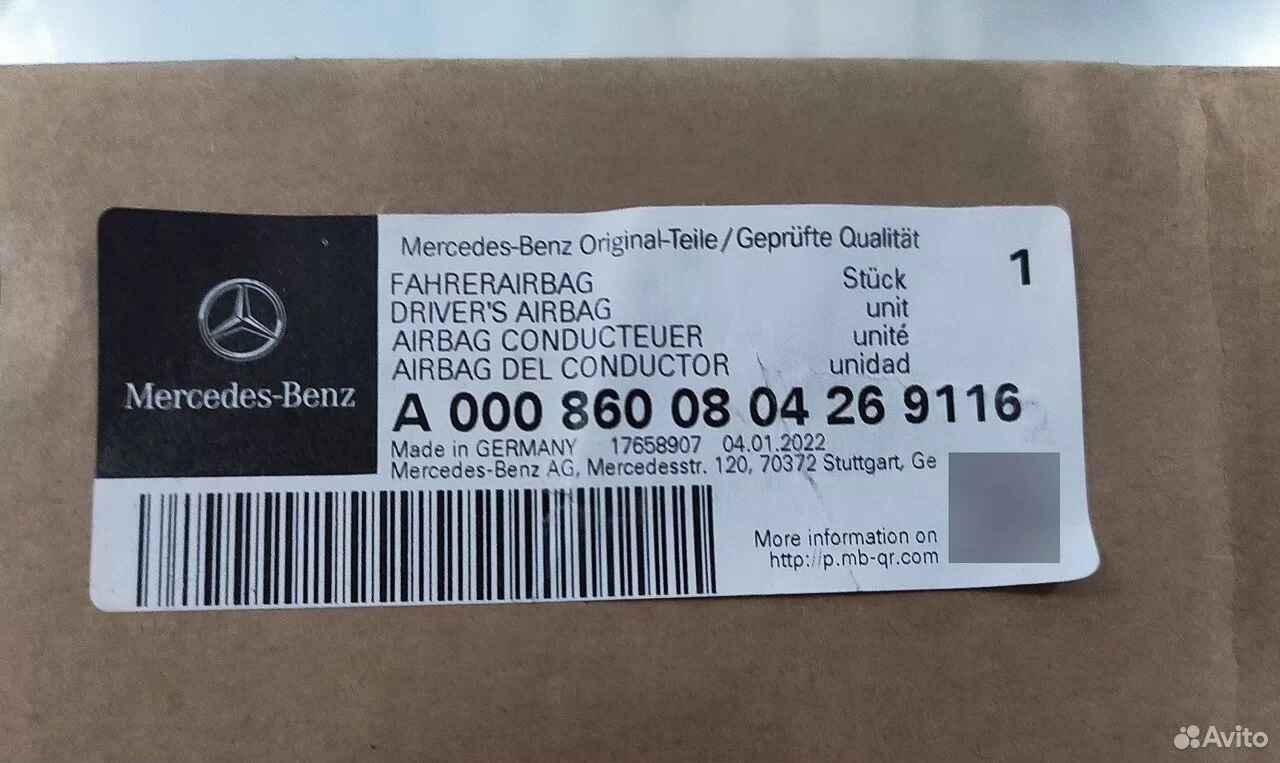 Mercedes-Benz Original-Teile/Geprüfte Qualität
1
FAHRERAIRBAG Stück
DRIVER'S AIRBAG unit
AIRBAG CONDUCTEUER unité
AIRBAG DEL CONDUCTOR unidad
Mercedes-Benz
A 000 860 08 04 26 9116
Made in GERMANY 17658907 04.01.2022
Mercedes-Benz AG, Mercedesstr. 120, 70372 Stuttgart, Ge
More information on
http://p.mb-qr.com
Avito